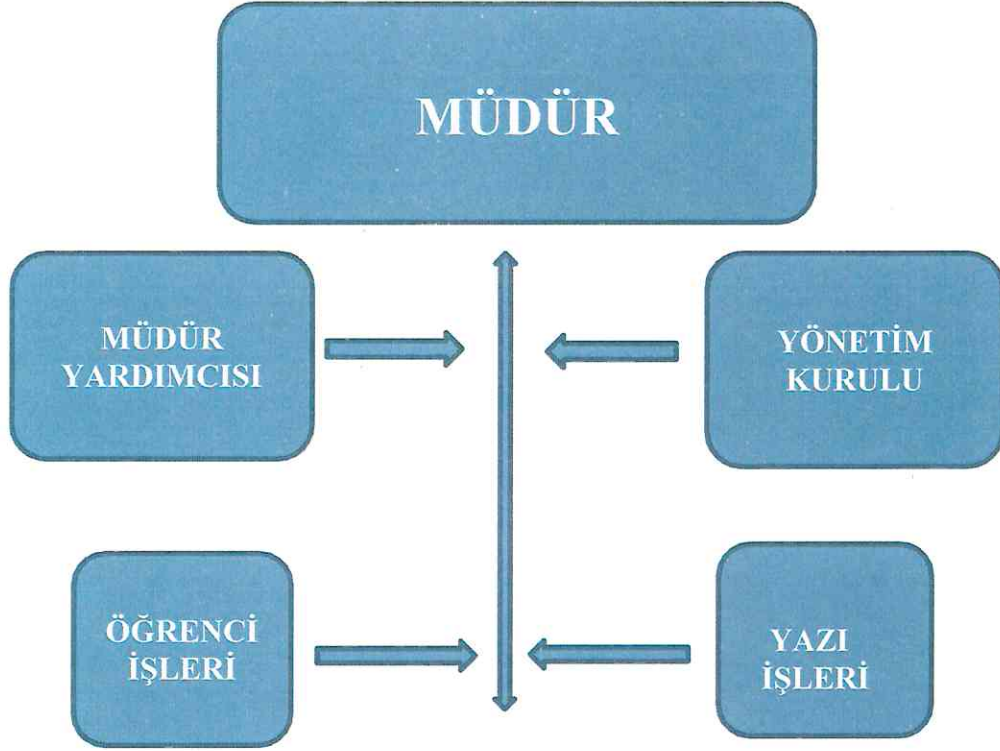 MÜDÜR
MÜDÜR
YARDIMCISI
YÖNETİM
KURULU
ÖĞRENCİ
İŞLERİ
YAZI
İŞLERİ